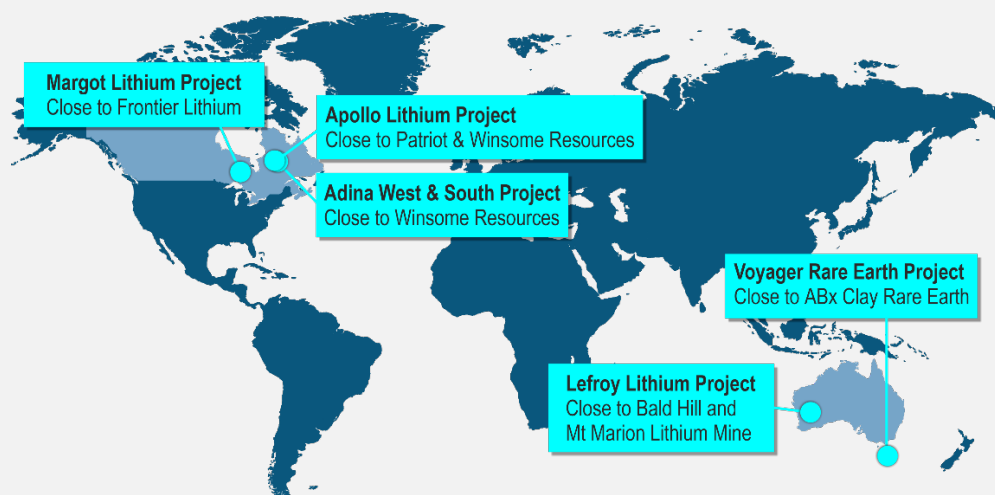 Margot Lithium Project
Close to Frontier Lithium
Apollo Lithium Project
Close to Patriot & Winsome Resources
Adina West & South Project
Close to Winsome Resources
Voyager Rare Earth Project
Close to ABx Clay Rare Earth
Lefroy Lithium Project
Close to Bald Hill and
Mt Marion Lithium Mine